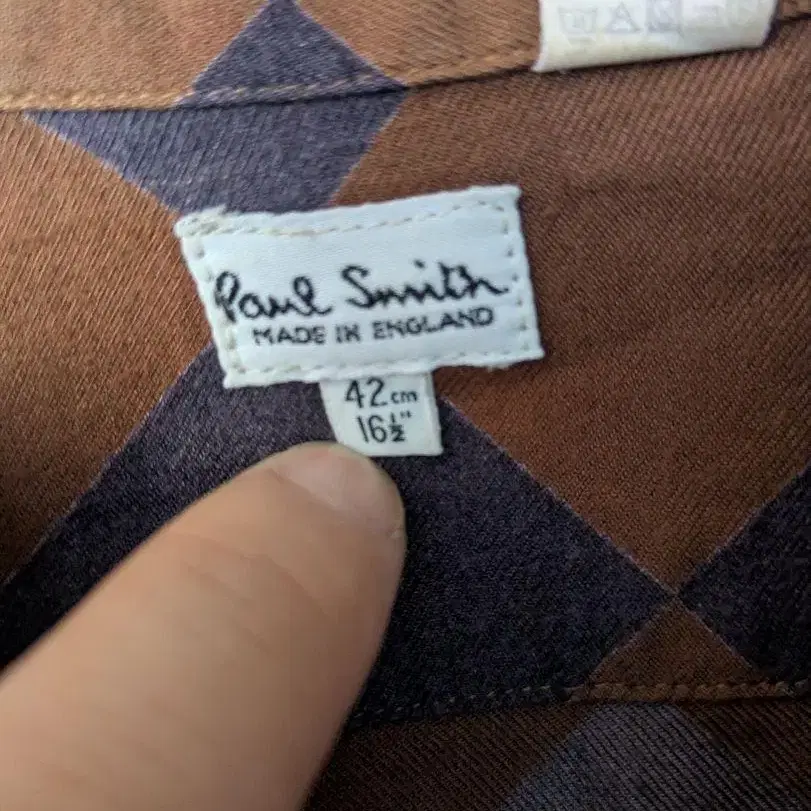 Paul Smith
MADE IN ENGLAND
42cm
16½"